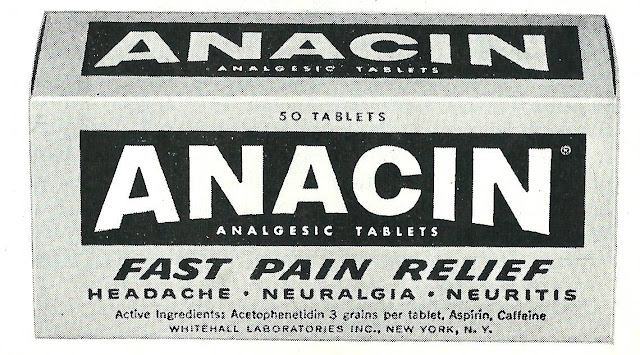 ANACIN
ANALGESIC TABLETS
50 TABLETS
ANACIN®
ANALGESIC TABLETS
FAST PAIN RELIEF
HEADACHE • NEURALGIA • NEURITIS
Active Ingredients: Acetophenetidin 3 grains per tablet, Aspirin, Caffeine
WHITEHALL LABORATORIES INC., NEW YORK, N. Y.